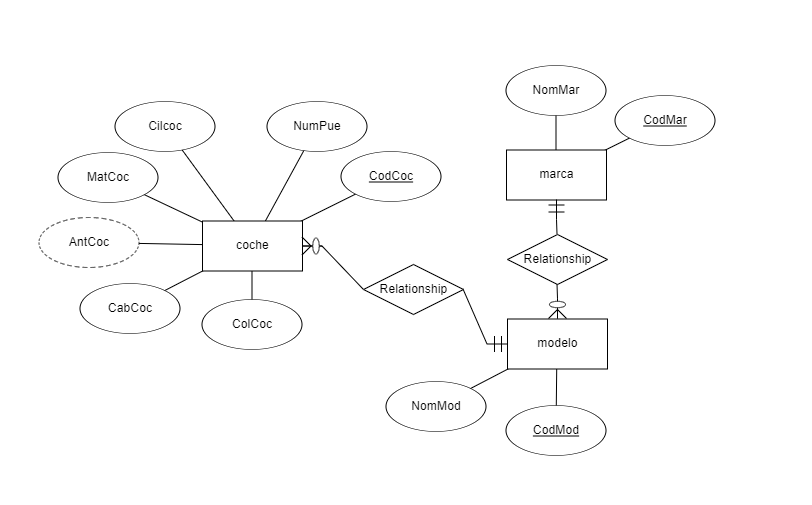 NomMar
CodMar
Cilcoc
NumPue
MatCoc
CodCoc
marca
AntCoc
coche
Relationship
Relationship
CabCoc
ColCoc
modelo
NomMod
CodMod